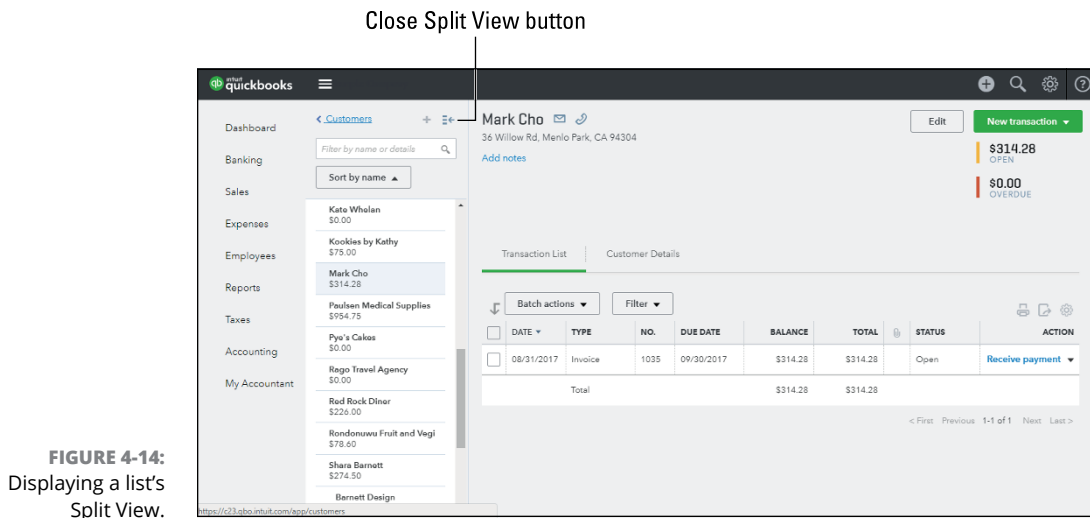 Close Split View button
qb intuit quickbooks
Dashboard
Banking
Sales
Expenses
Employees
Reports
Taxes
Accounting
My Accountant
Customers
Filter by name or details
Sort by name
Kate Whelan
$0.00
Kookies by Kathy
$75.00
Mark Cho
$314.28
Paulsen Medical Supplies
$954.75
Pye's Cakes
$0.00
Rago Travel Agency
$0.00
Red Rock Diner
$226.00
Rondonuwu Fruit and Vegi
$78.60
Shara Barnett
$274.50
Barnett Design
https://c23.qbo.intuit.com/app/customers
Mark Cho
36 Willow Rd, Menlo Park, CA 94304
Add notes
Edit
New transaction
$314.28
OPEN
$0.00
OVERDUE
Transaction List Customer Details
Batch actions Filter
DATE TYPE NO. DUE DATE BALANCE TOTAL STATUS ACTION
08/31/2017 Invoice 1035 09/30/2017 $314.28 $314.28 Open Receive payment
Total $314.28 $314.28
< First Previous 1-1 of 1 Next Last >
FIGURE 4-14:
Displaying a list's
Split View.